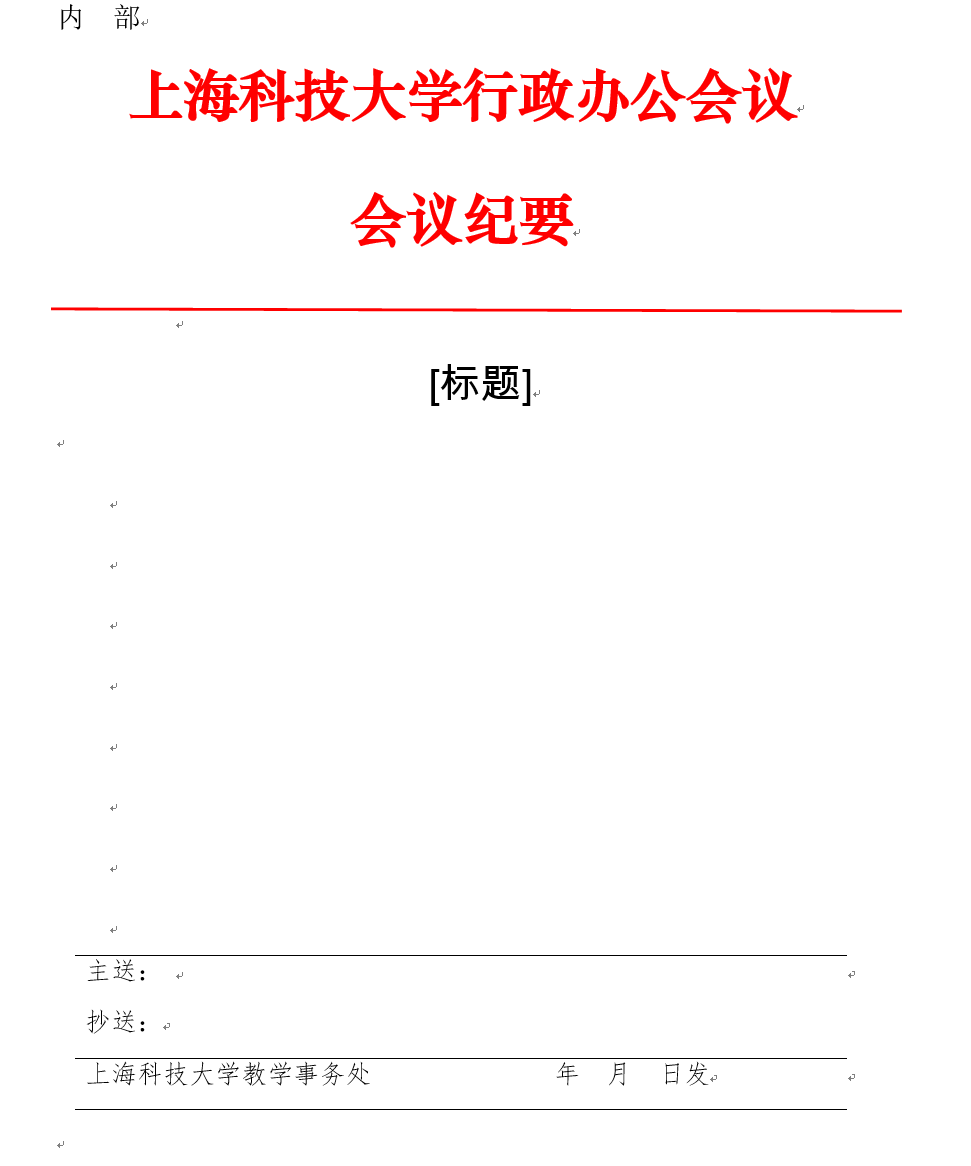 内　部
上海科技大学行政办公会议
会议纪要
[标题]
主送：
抄送：
上海科技大学教学事务处　　　　　　　年　月　日发